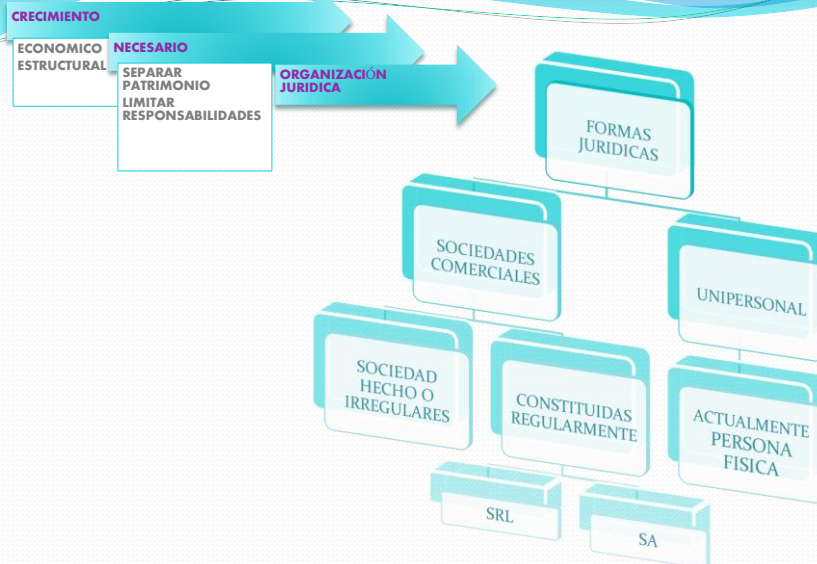 CRECIMIENTO
ECONOMICO
ESTRUCTURAL
NECESARIO
SEPARAR
PATRIMONIO
LIMITAR
RESPONSABILIDADES
ORGANIZACIÓN
JURIDICA
FORMAS
JURIDICAS
SOCIEDADES
COMERCIALES
UNIPERSONAL
SOCIEDAD
HECHO O
IRREGULARES
CONSTITUIDAS
REGULARMENTE
ACTUALMENTE
PERSONA
FISICA
SRL
SA